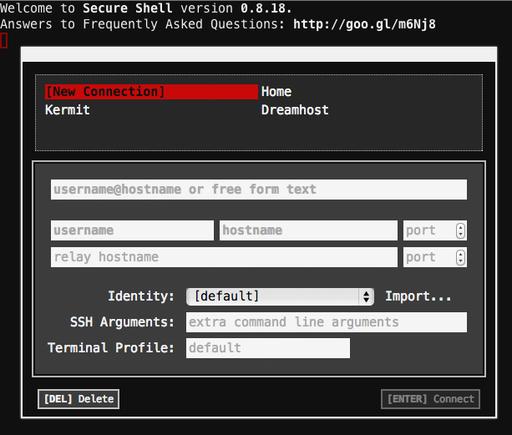 Welcome to Secure Shell version 0.8.18.
Answers to Frequently Asked Questions: http://goo.gl/m6Nj8
[New Connection] Home
Kermit Dreamhost
username@hostname or free form text
username hostname port
relay hostname port
Identity: [default] Import...
SSH Arguments: extra command line arguments
Terminal Profile: default
[DEL] Delete [ENTER] Connect